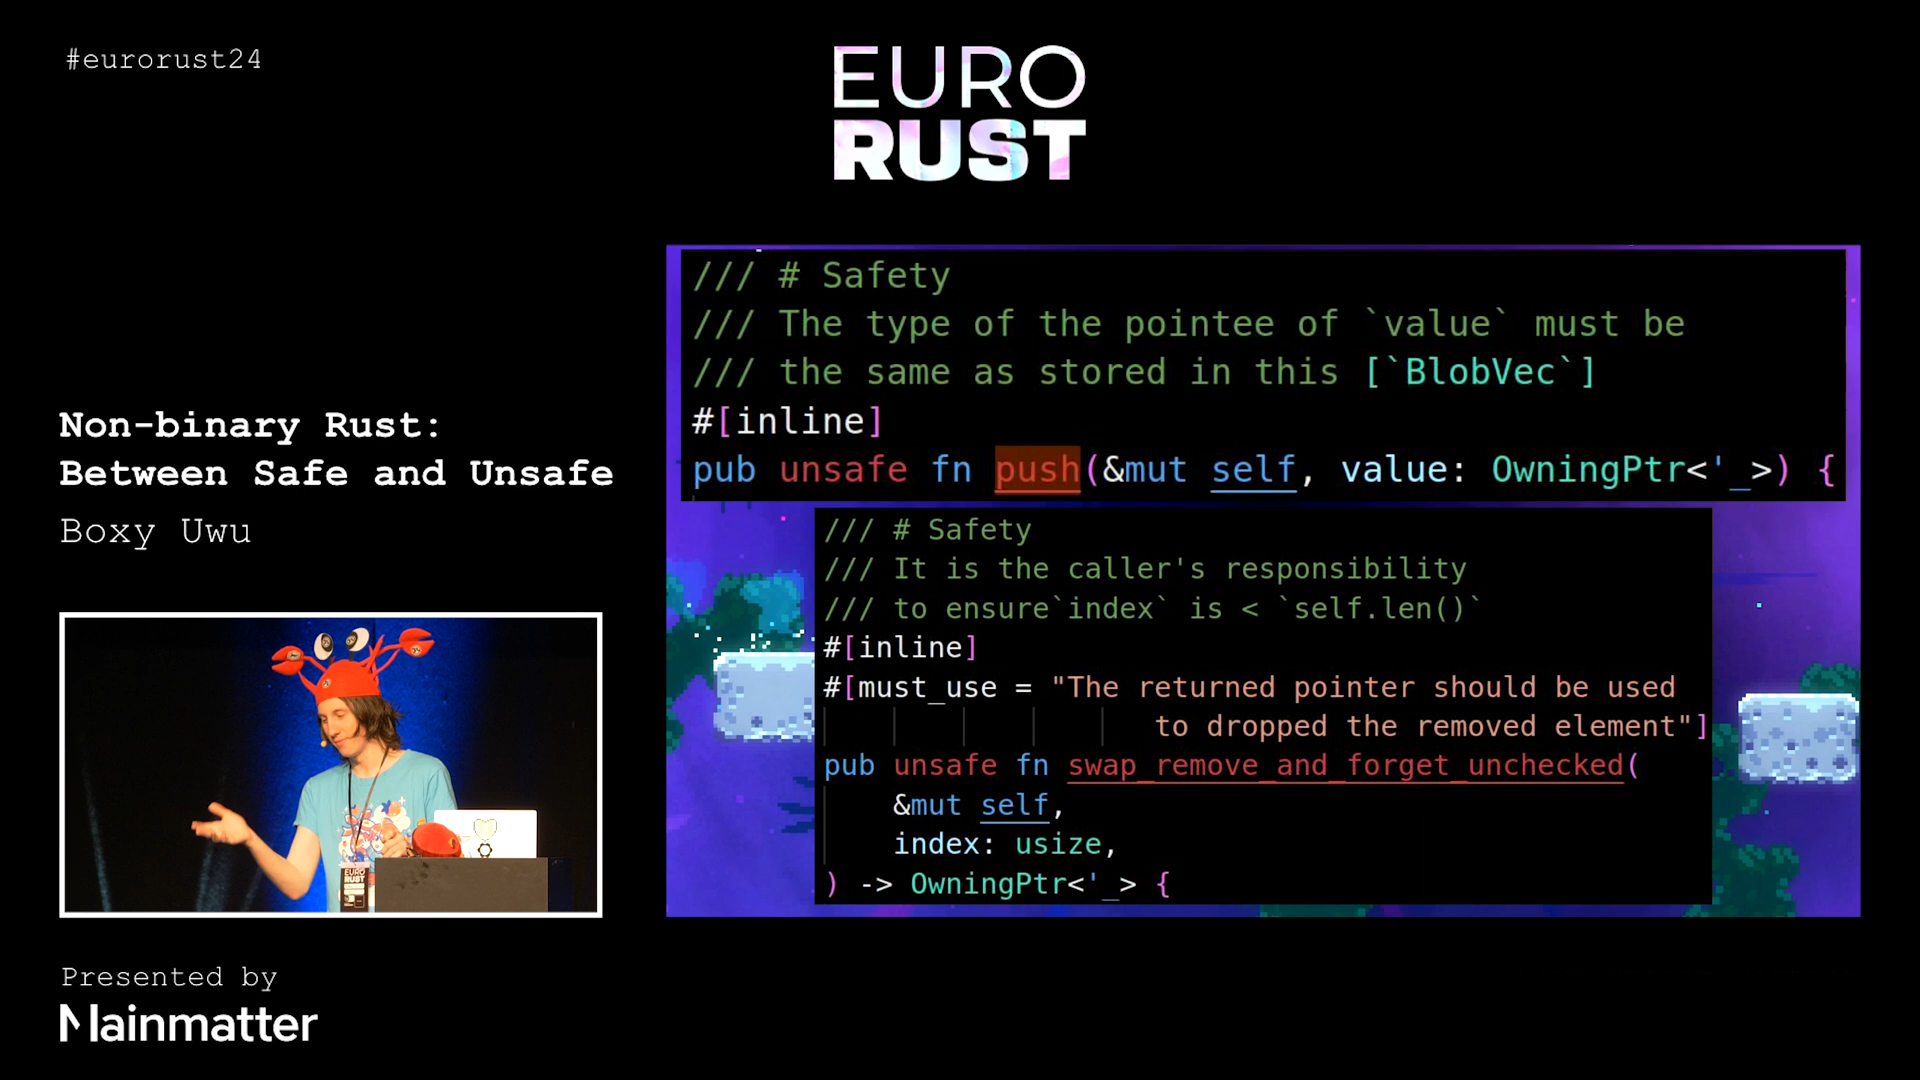 #eurorust24
EURO
RUST
/// # Safety
/// The type of the pointee of `value` must be
/// the same as stored in this [`BlobVec`]
#[inline]
pub unsafe fn push(&mut self, value: OwningPtr<'_>) {
/// # Safety
/// It is the caller's responsibility
/// to ensure`index` is < `self.len()`
#[inline]
#[must_use = "The returned pointer should be used
to dropped the removed element"]
pub unsafe fn swap_remove_and_forget_unchecked(
&mut self,
index: usize,
) -> OwningPtr<'_> {
Non-binary Rust:
Between Safe and Unsafe
Boxy Uwu
EURO
RUST
Presented by
Mainmatter